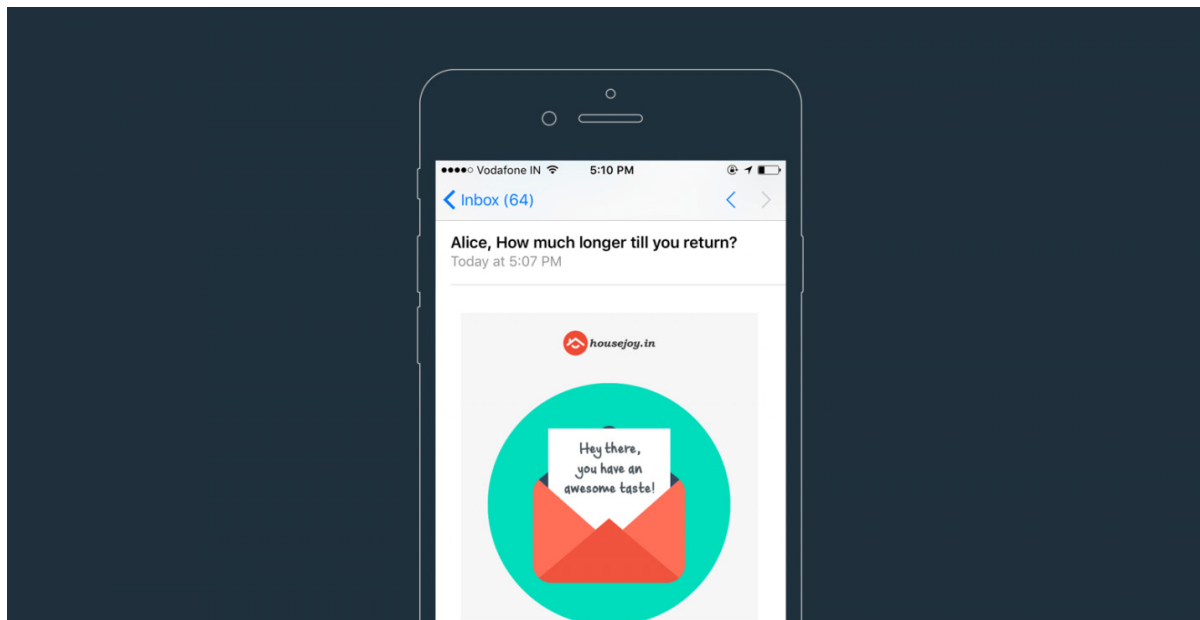 Vodafone IN 5:10 PM
Inbox (64)
Alice, How much longer till you return?
Today at 5:07 PM
housejoy.in
Hey there,
you have an
awesome taste!